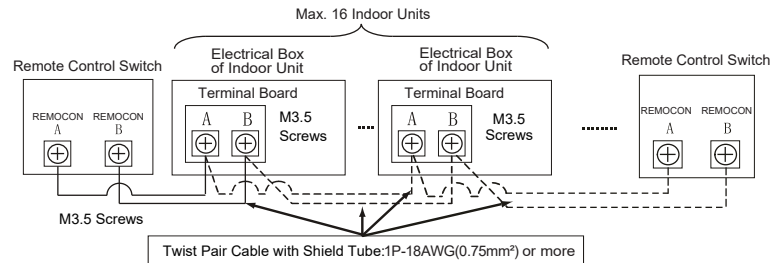 Max. 16 Indoor Units
Remote Control Switch
Electrical Box
of Indoor Unit
Electrical Box
of Indoor Unit
Remote Control Switch
REMOCON
A
REMOCON
B
Terminal Board
A
B
M3.5
Screws
Terminal Board
A
B
M3.5
Screws
REMOCON
A
REMOCON
B
M3.5 Screws
Twist Pair Cable with Shield Tube:1P-18AWG(0.75mm²) or more